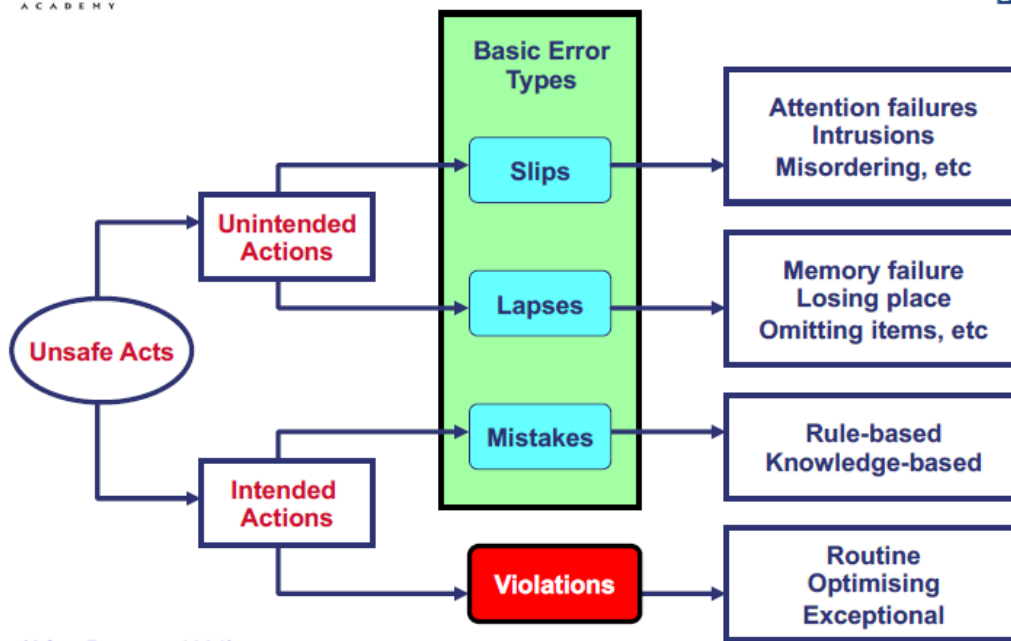 ACADEMY
Basic Error
Types
Slips
Attention failures
Intrusions
Misordering, etc
Unintended
Actions
Lapses
Memory failure
Losing place
Omitting items, etc
Unsafe Acts
Mistakes
Rule-based
Knowledge-based
Intended
Actions
Violations
Routine
Optimising
Exceptional